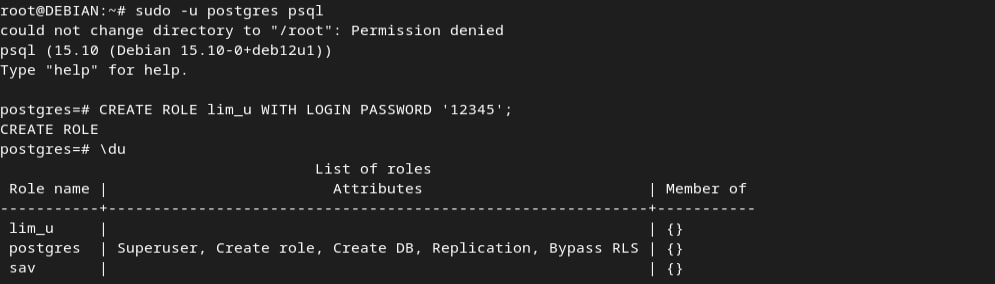 root@DEBIAN:~# sudo -u postgres psql
could not change directory to "/root": Permission denied
psql (15.10 (Debian 15.10-0+deb12u1))
Type "help" for help.

postgres=# CREATE ROLE lim_u WITH LOGIN PASSWORD '12345';
CREATE ROLE
postgres=# \du
                                   List of roles
 Role name |                         Attributes                         | Member of
-----------+------------------------------------------------------------+-----------
 lim_u     |                                                            | {}
 postgres  | Superuser, Create role, Create DB, Replication, Bypass RLS | {}
 sav       |                                                            | {}